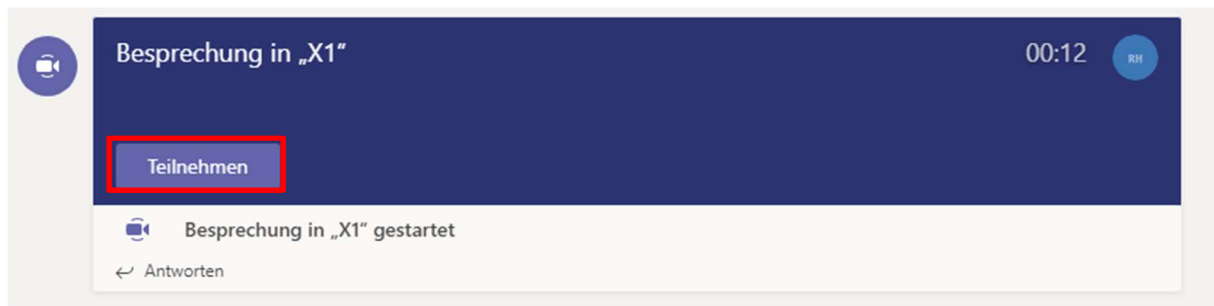 Besprechung in „X1“
00:12
RH
Teilnehmen
Besprechung in „X1“ gestartet
Antworten